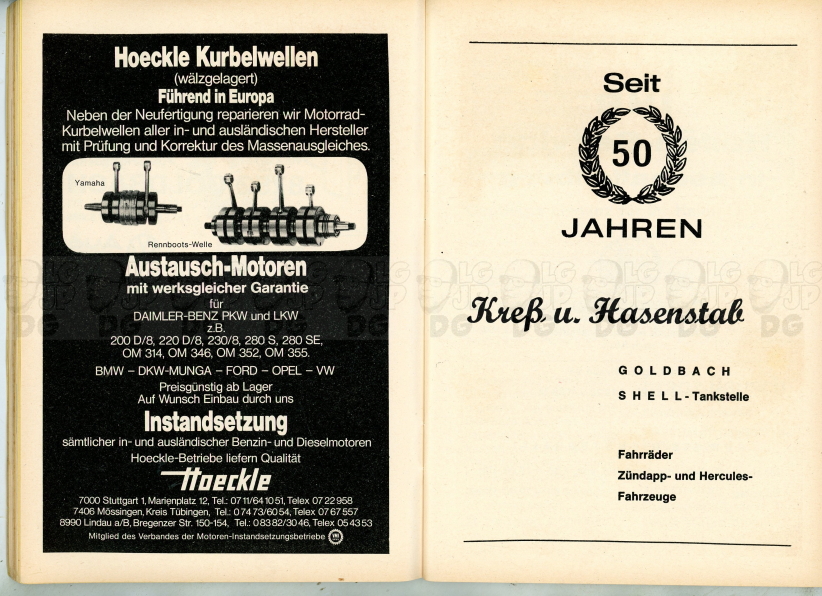 Hoeckle Kurbelwellen
(wälzgelagert)
Führend in Europa
Neben der Neufertigung reparieren wir Motorrad-
Kurbelwellen aller in- und ausländischen Hersteller
mit Prüfung und Korrektur des Massenausgleiches.
Yamaha
Rennboots-Welle
Austausch-Motoren
mit werksgleicher Garantie
für
DAIMLER-BENZ PKW und LKW
z.B.
200 D/8, 220 D/8, 230/8, 280 S, 280 SE,
OM 314, OM 346, OM 352, OM 355.
BMW – DKW-MUNGA – FORD – OPEL – VW
Preisgünstig ab Lager
Auf Wunsch Einbau durch uns
Instandsetzung
sämtlicher in- und ausländischer Benzin- und Dieselmotoren
Hoeckle-Betriebe liefern Qualität
Hoeckle
7000 Stuttgart 1, Marienplatz 12, Tel.: 07 11/64 10 51, Telex 07 22 958
7406 Mössingen, Kreis Tübingen, Tel.: 0 74 73/60 54, Telex 07 67 557
8990 Lindau a/B, Bregenzer Str. 150-154, Tel.: 0 83 82/30 46, Telex 05 43 53
Mitglied des Verbandes der Motoren-Instandsetzungsbetriebe
Seit
50
JAHREN
Kreß u. Hasenstab
GOLDBACH
SHELL-Tankstelle
Fahrräder
Zündapp- und Hercules-
Fahrzeuge
LG
JP
DG